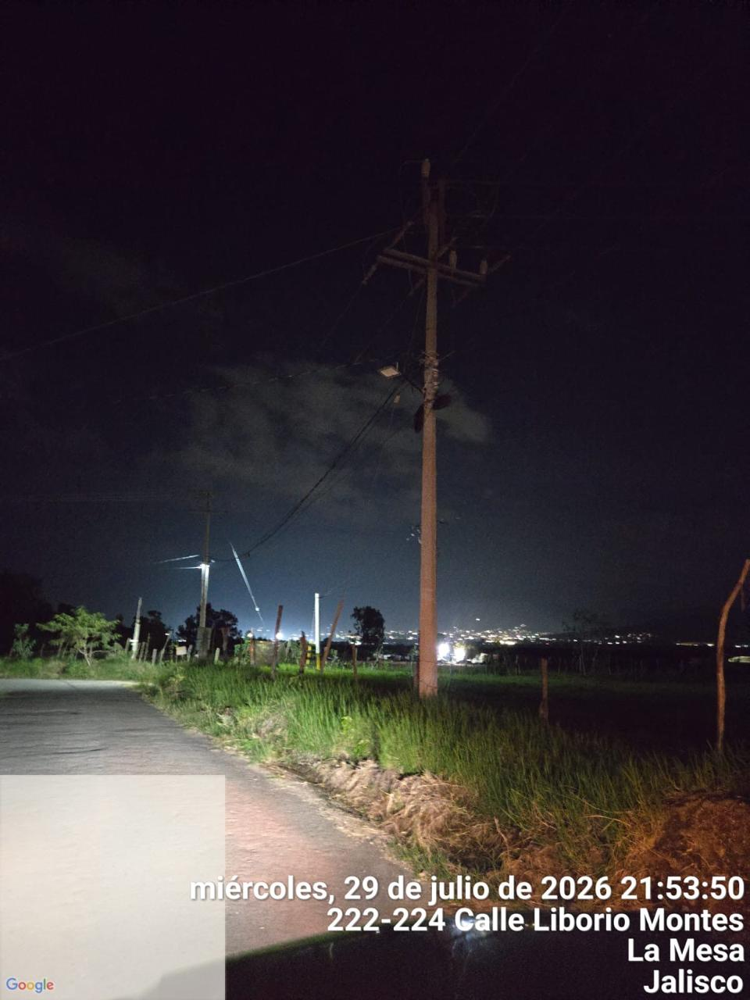 miércoles, 29 de julio de 2026 21:53:50
222-224 Calle Liborio Montes
La Mesa
Jalisco
Google